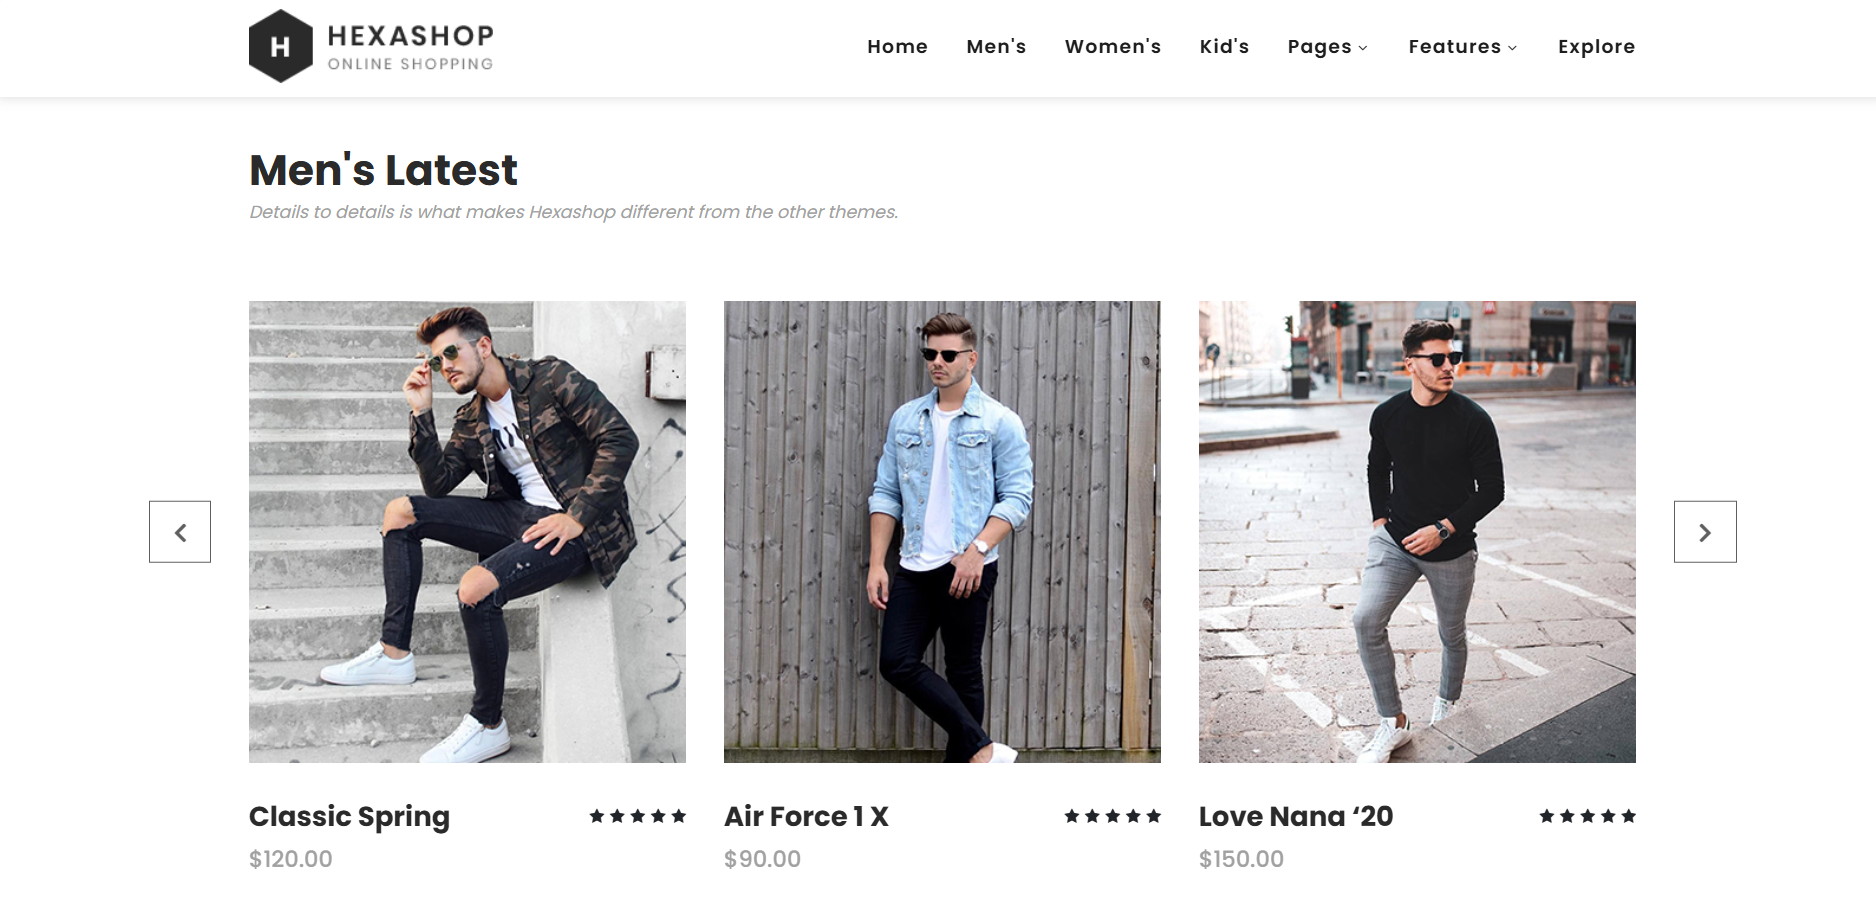 H
HEXASHOP
ONLINE SHOPPING
Home Men's Women's Kid's Pages Features Explore
Men's Latest
Details to details is what makes Hexashop different from the other themes.
Classic Spring
$120.00
Air Force 1 X
$90.00
Love Nana ‘20
$150.00